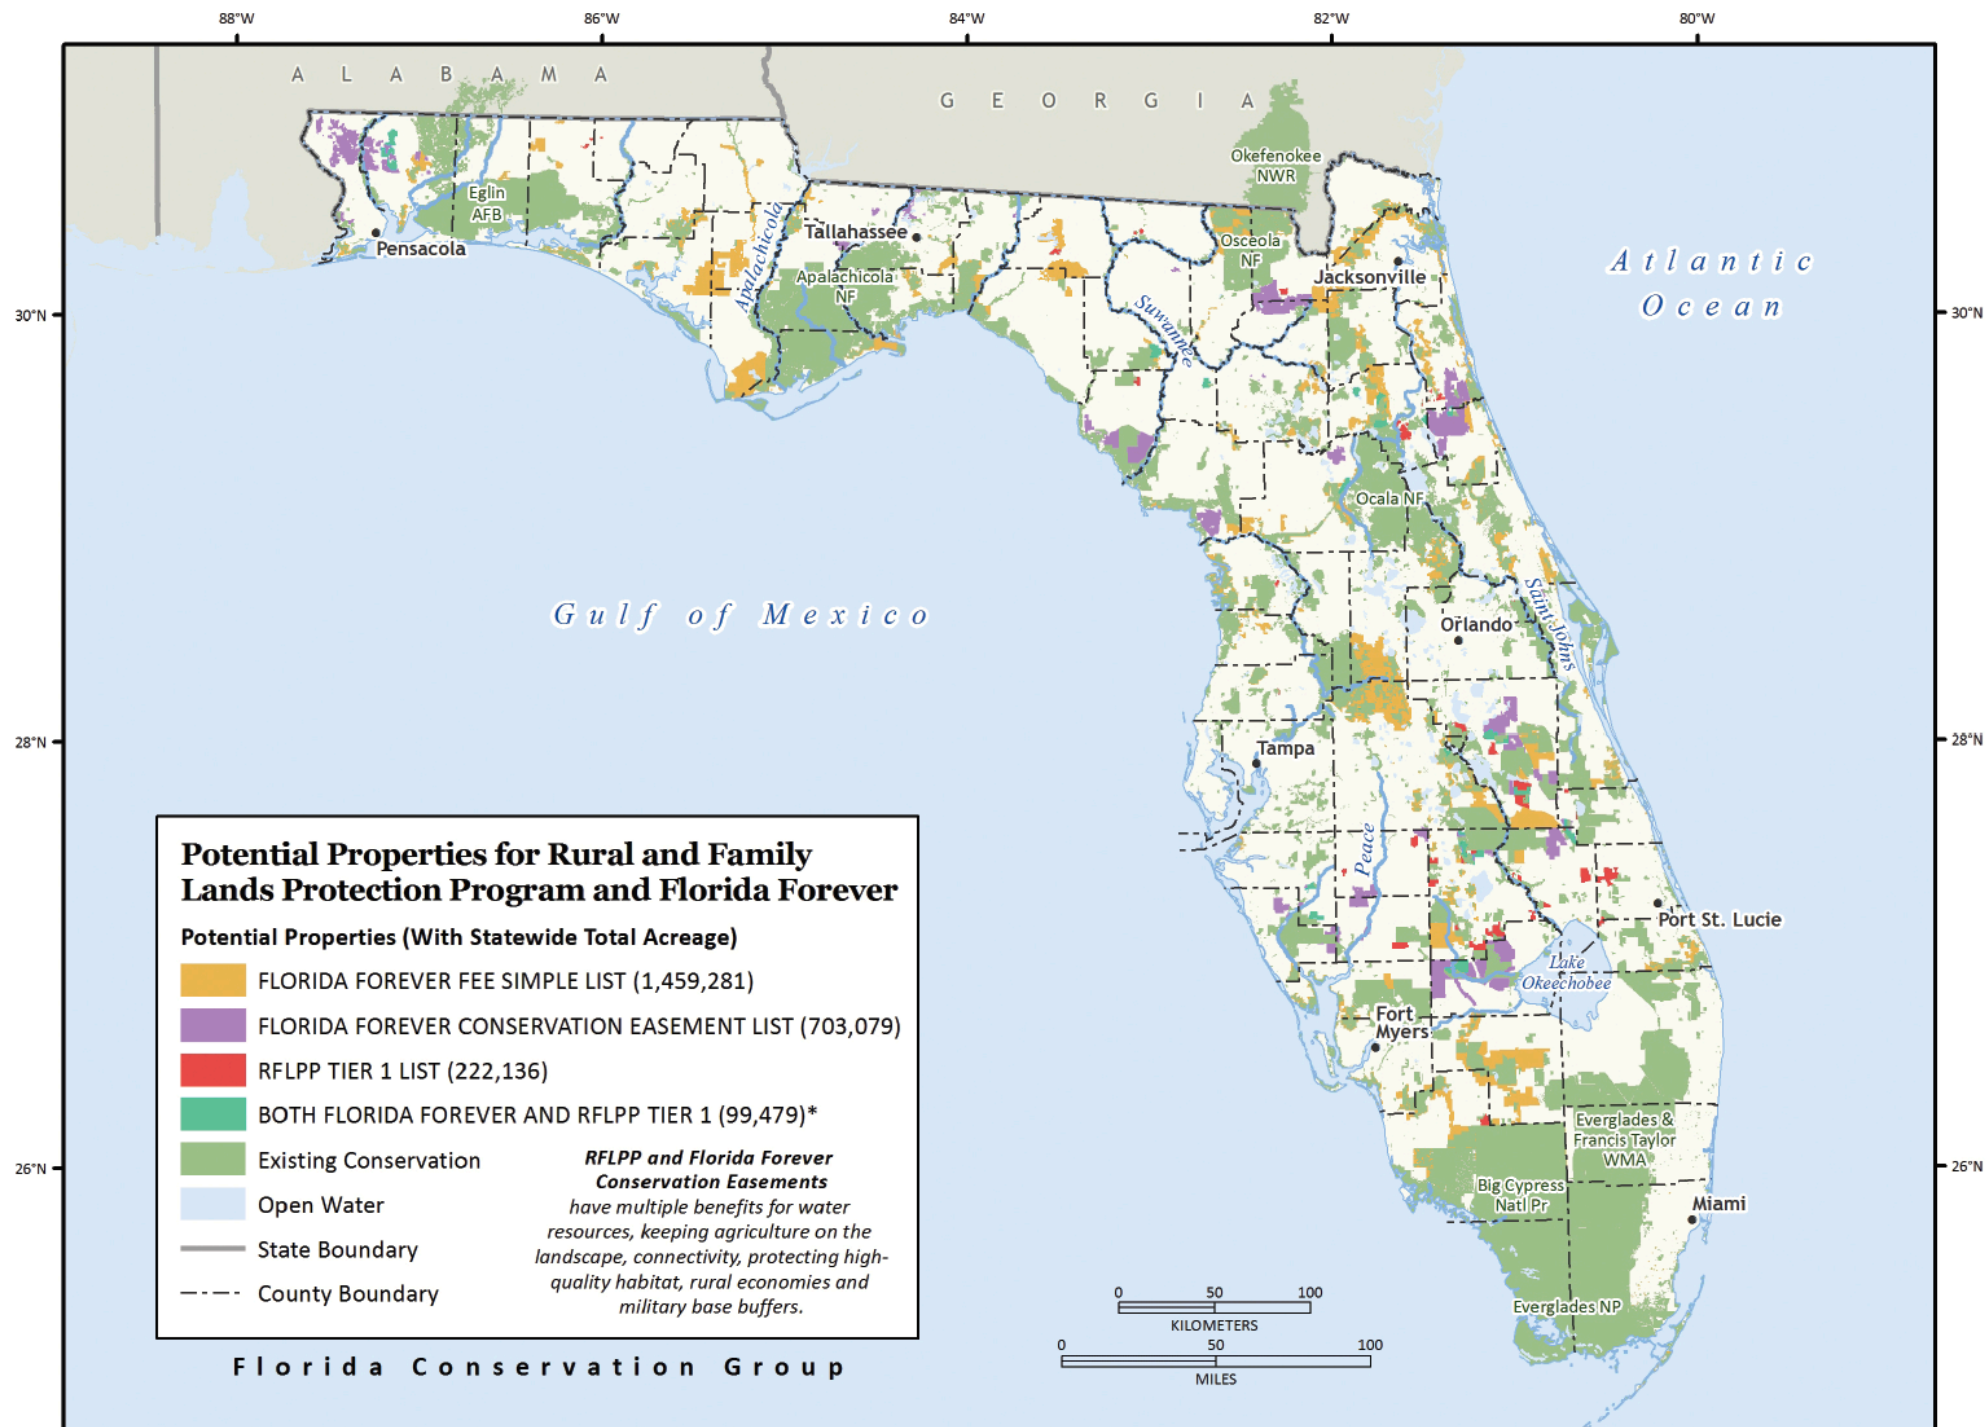 88°W
86°W
84°W
82°W
80°W
ALABAMA
GEORGIA
Okefenokee
NWR
Eglin
AFB
Pensacola
Apalachicola
Tallahassee
Apalachicola
NF
Osceola
NF
Jacksonville
Atlantic
Ocean
30°N
30°N
Suwannee
Ocala NF
Gulf of Mexico
Orlando
Saint Johns
28°N
28°N
Tampa
Peace
Port St. Lucie
Lake
Okeechobee
Fort
Myers
Everglades &
Francis Taylor
WMA
26°N
26°N
Big Cypress
Natl Pr
Miami
Everglades NP
Potential Properties for Rural and Family
Lands Protection Program and Florida Forever
Potential Properties (With Statewide Total Acreage)
FLORIDA FOREVER FEE SIMPLE LIST (1,459,281)
FLORIDA FOREVER CONSERVATION EASEMENT LIST (703,079)
RFLPP TIER 1 LIST (222,136)
BOTH FLORIDA FOREVER AND RFLPP TIER 1 (99,479)*
Existing Conservation
Open Water
State Boundary
County Boundary
RFLPP and Florida Forever
Conservation Easements
have multiple benefits for water
resources, keeping agriculture on the
landscape, connectivity, protecting high-
quality habitat, rural economies and
military base buffers.
Florida Conservation Group
0 50 100
KILOMETERS
0 50 100
MILES